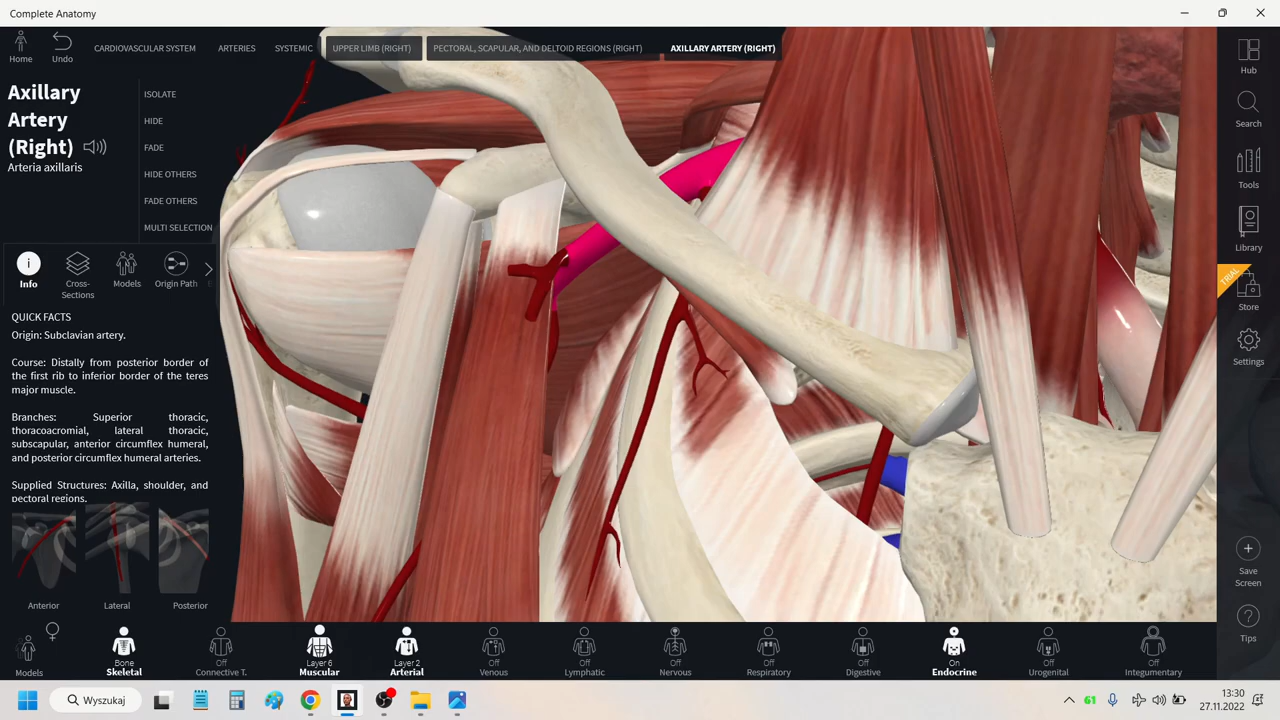 Complete Anatomy
Home
Undo
CARDIOVASCULAR SYSTEM
ARTERIES
SYSTEMIC
UPPER LIMB (RIGHT)
PECTORAL, SCAPULAR, AND DELTOID REGIONS (RIGHT)
AXILLARY ARTERY (RIGHT)
Axillary
Artery
(Right)
Arteria axillaris
ISOLATE
HIDE
FADE
HIDE OTHERS
FADE OTHERS
MULTI SELECTION
Info
Cross-
Sections
Models
Origin Path
QUICK FACTS
Origin: Subclavian artery.
Course: Distally from posterior border of
the first rib to inferior border of the teres
major muscle.
Branches: Superior thoracic,
thoracoacromial, lateral thoracic,
subscapular, anterior circumflex humeral,
and posterior circumflex humeral arteries.
Supplied Structures: Axilla, shoulder, and
pectoral regions.
Anterior
Lateral
Posterior
Models
Bone
Skeletal
Off
Connective T.
Layer 6
Muscular
Layer 2
Arterial
Off
Venous
Off
Lymphatic
Off
Nervous
Off
Respiratory
Off
Digestive
On
Endocrine
Off
Urogenital
Off
Integumentary
Hub
Search
Tools
Library
TRIAL
Store
Settings
Save
Screen
Tips
Wyszukaj
61
13:30
27.11.2022